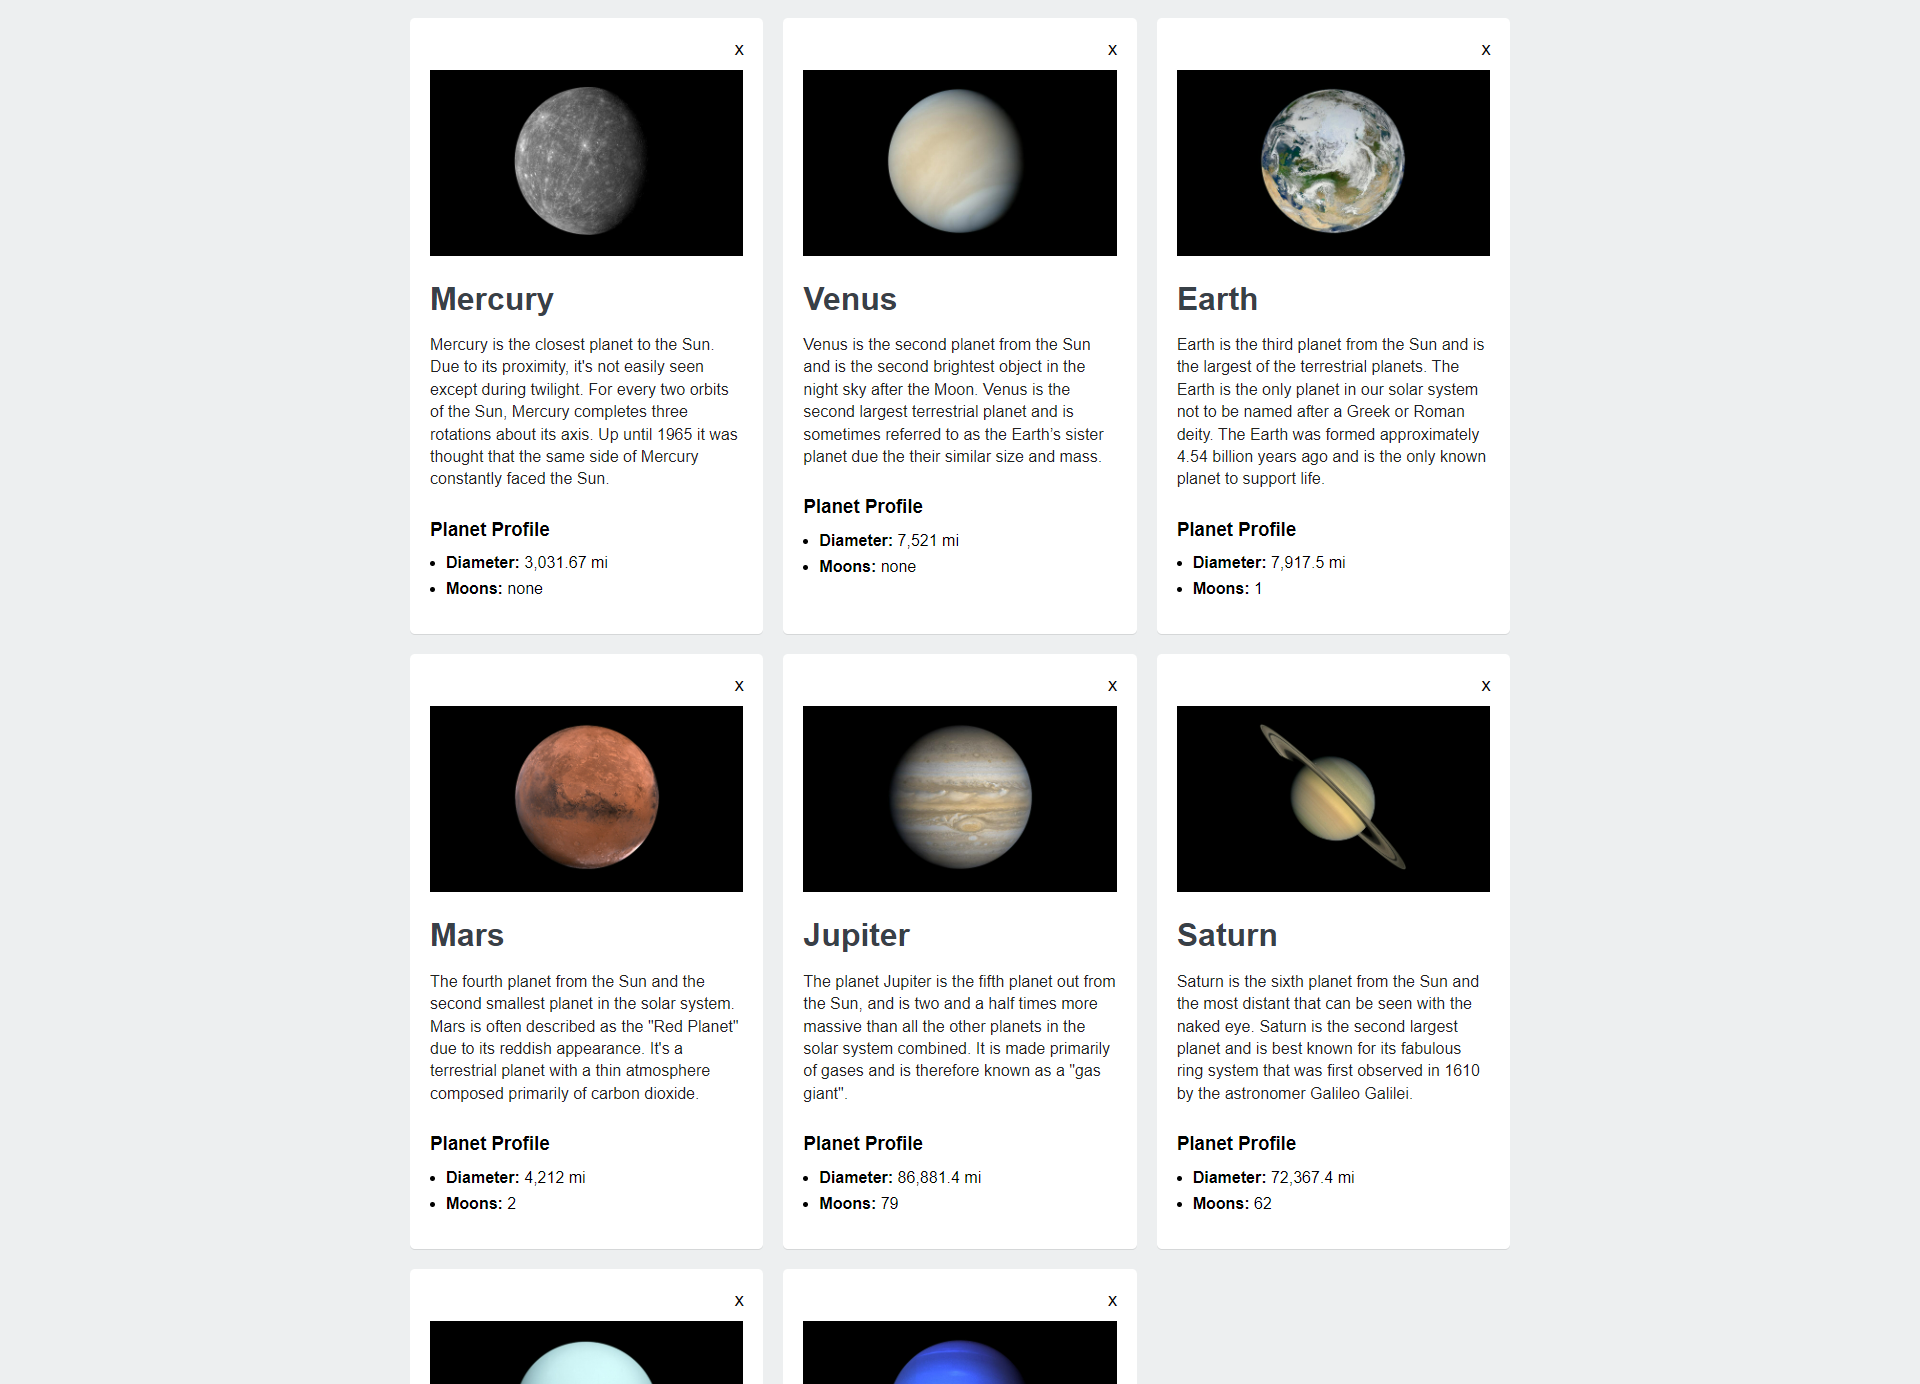 x
x
x
Mercury
Mercury is the closest planet to the Sun.
Due to its proximity, it's not easily seen
except during twilight. For every two orbits
of the Sun, Mercury completes three
rotations about its axis. Up until 1965 it was
thought that the same side of Mercury
constantly faced the Sun.
Planet Profile
Diameter: 3,031.67 mi
Moons: none
Venus
Venus is the second planet from the Sun
and is the second brightest object in the
night sky after the Moon. Venus is the
second largest terrestrial planet and is
sometimes referred to as the Earth’s sister
planet due the their similar size and mass.
Planet Profile
Diameter: 7,521 mi
Moons: none
Earth
Earth is the third planet from the Sun and is
the largest of the terrestrial planets. The
Earth is the only planet in our solar system
not to be named after a Greek or Roman
deity. The Earth was formed approximately
4.54 billion years ago and is the only known
planet to support life.
Planet Profile
Diameter: 7,917.5 mi
Moons: 1
x
x
x
Mars
The fourth planet from the Sun and the
second smallest planet in the solar system.
Mars is often described as the "Red Planet"
due to its reddish appearance. It's a
terrestrial planet with a thin atmosphere
composed primarily of carbon dioxide.
Planet Profile
Diameter: 4,212 mi
Moons: 2
Jupiter
The planet Jupiter is the fifth planet out from
the Sun, and is two and a half times more
massive than all the other planets in the
solar system combined. It is made primarily
of gases and is therefore known as a "gas
giant".
Planet Profile
Diameter: 86,881.4 mi
Moons: 79
Saturn
Saturn is the sixth planet from the Sun and
the most distant that can be seen with the
naked eye. Saturn is the second largest
planet and is best known for its fabulous
ring system that was first observed in 1610
by the astronomer Galileo Galilei.
Planet Profile
Diameter: 72,367.4 mi
Moons: 62
x
x